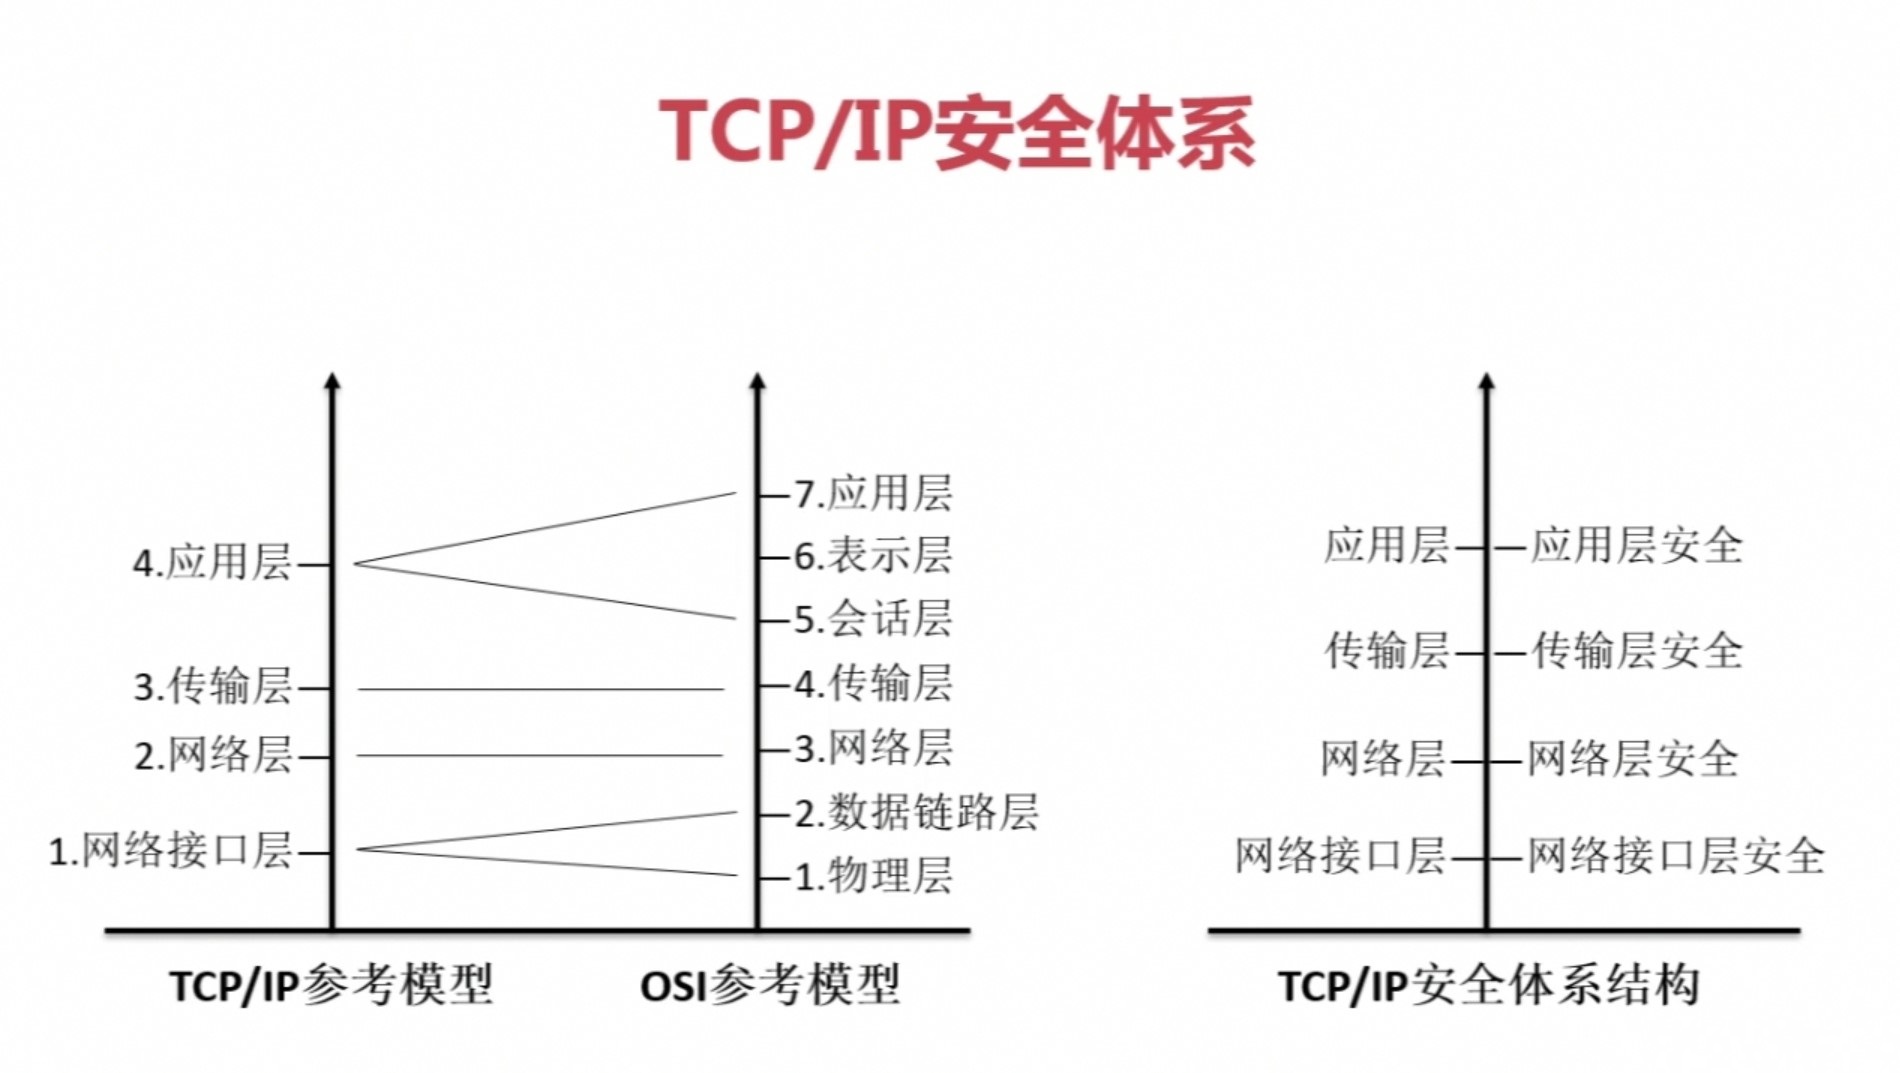 TCP/IP安全体系
4.应用层
3.传输层
2.网络层
1.网络接口层
TCP/IP参考模型
7.应用层
6.表示层
5.会话层
4.传输层
3.网络层
2.数据链路层
1.物理层
OSI参考模型
应用层 应用层安全
传输层 传输层安全
网络层 网络层安全
网络接口层 网络接口层安全
TCP/IP安全体系结构